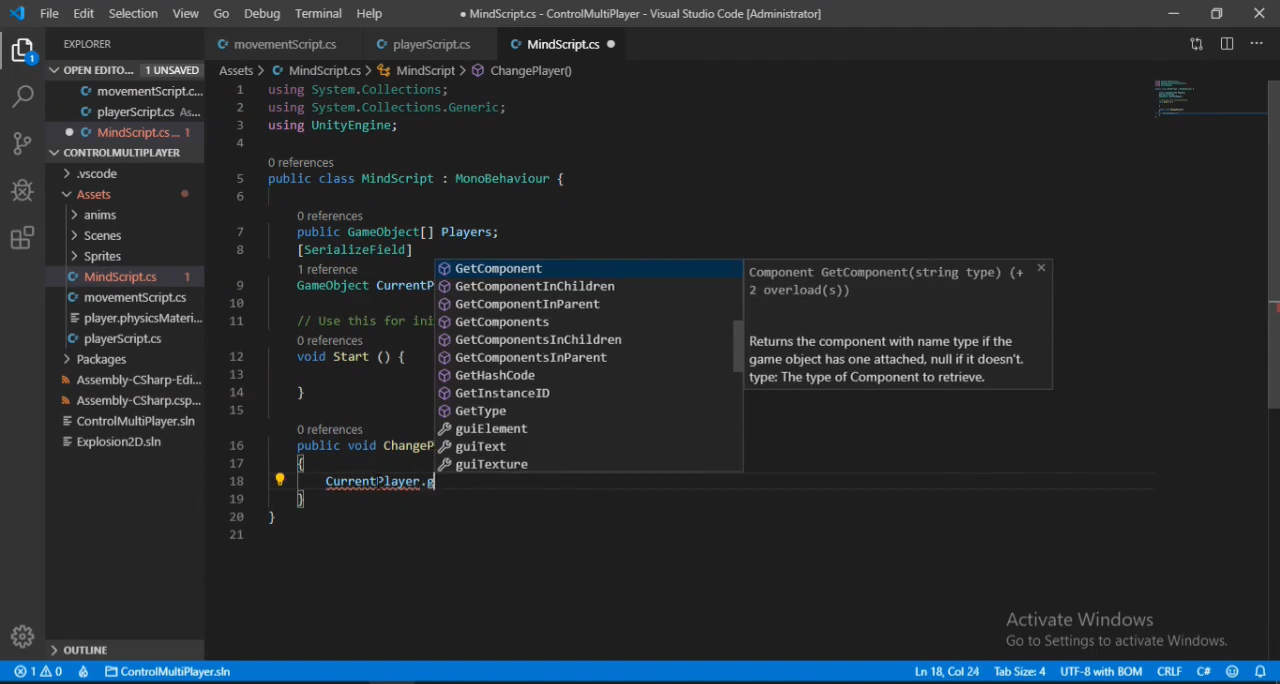 File Edit Selection View Go Debug Terminal Help
● MindScript.cs - ControlMultiPlayer - Visual Studio Code [Administrator]
EXPLORER
movementScript.cs playerScript.cs MindScript.cs
OPEN EDITO... 1 UNSAVED
Assets > MindScript.cs > MindScript > ChangePlayer()
1
movementScript.c...
playerScript.cs As...
MindScript.cs ... 1
CONTROLMULTIPLAYER
.vscode
Assets
anims
Scenes
Sprites
MindScript.cs 1
movementScript.cs
player.physicsMateri...
playerScript.cs
Packages
Assembly-CSharp-Edi...
Assembly-CSharp.csp...
ControlMultiPlayer.sln
Explosion2D.sln
OUTLINE
1 using System.Collections;
2 using System.Collections.Generic;
3 using UnityEngine;
4
0 references
5 public class MindScript : MonoBehaviour {
6
0 references
7 public GameObject[] Players;
8 [SerializeField]
1 reference
9 GameObject CurrentP
10
11 // Use this for ini
0 references
12 void Start () {
13
14 }
15
0 references
16 public void ChangeP
17 {
18 CurrentPlayer.g
19 }
20 }
21
GetComponent
GetComponentInChildren
GetComponentInParent
GetComponents
GetComponentsInChildren
GetComponentsInParent
GetHashCode
GetInstanceID
GetType
guiElement
guiText
guiTexture
Component GetComponent(string type) (+
2 overload(s))
Returns the component with name type if the
game object has one attached, null if it doesn't.
type: The type of Component to retrieve.
Activate Windows
Go to Settings to activate Windows.
1 0 ControlMultiPlayer.sln
Ln 18, Col 24 Tab Size: 4 UTF-8 with BOM CRLF C#